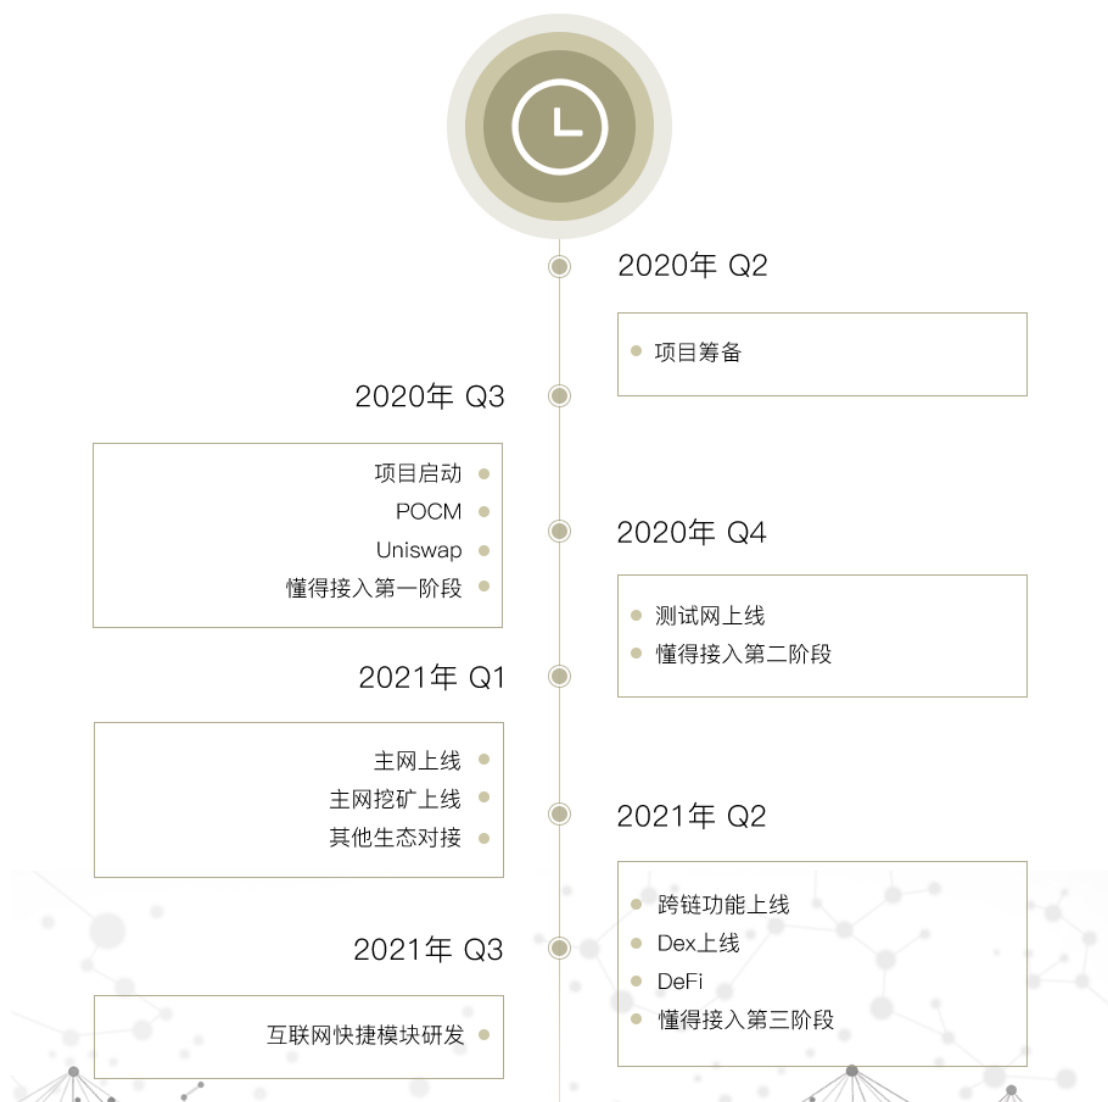 2020年 Q2
项目筹备
2020年 Q3
项目启动
POCM
Uniswap
懂得接入第一阶段
2020年 Q4
测试网上线
懂得接入第二阶段
2021年 Q1
主网上线
主网挖矿上线
其他生态对接
2021年 Q2
跨链功能上线
Dex上线
DeFi
懂得接入第三阶段
2021年 Q3
互联网快捷模块研发